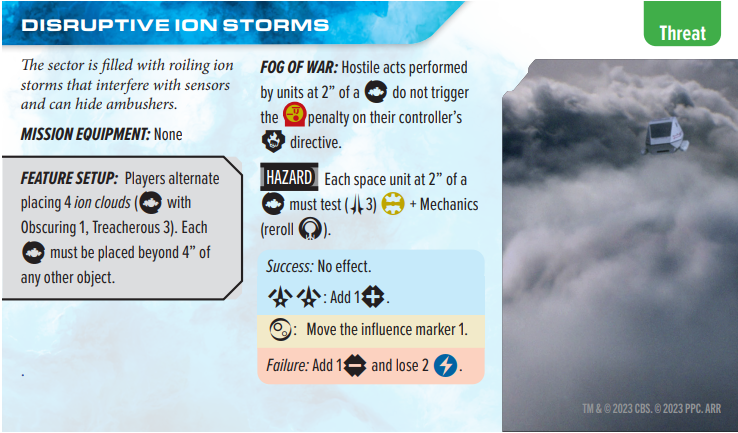 DISRUPTIVE ION STORMS
Threat
The sector is filled with roiling ion
storms that interfere with sensors
and can hide ambushers.
MISSION EQUIPMENT: None
FEATURE SETUP: Players alternate
placing 4 ion clouds ( with
Obscuring 1, Treacherous 3). Each
must be placed beyond 4” of
any other object.
.
FOG OF WAR: Hostile acts performed
by units at 2” of a do not trigger
the penalty on their controller’s
directive.
HAZARD Each space unit at 2” of a
must test ( 3) + Mechanics
(reroll ).
Success: No effect.
: Add 1 .
: Move the influence marker 1.
Failure: Add 1 and lose 2 .
TM & © 2023 CBS. © 2023 PPC. ARR